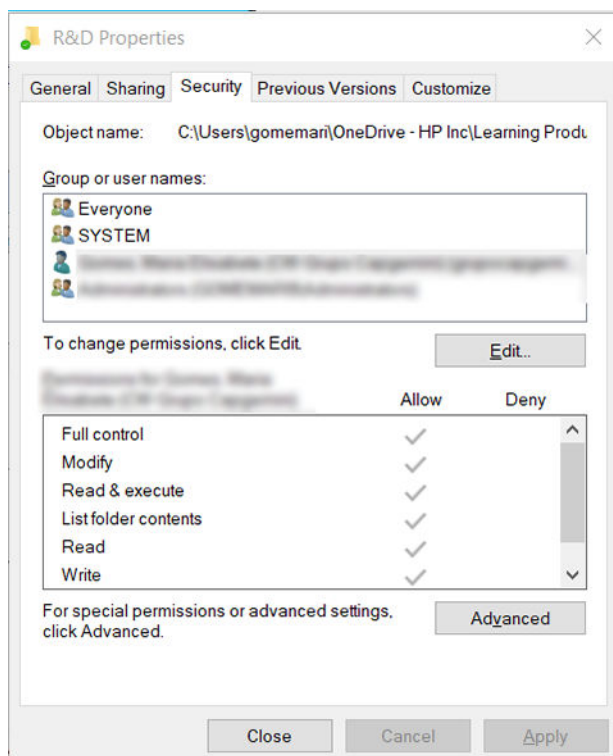 R&D Properties
General Sharing Security Previous Versions Customize
Object name: C:\Users\gomemari\OneDrive - HP Inc\Learning Produ
Group or user names:
Everyone
SYSTEM
To change permissions, click Edit.
Edit...
Allow Deny
Full control
Modify
Read & execute
List folder contents
Read
Write
For special permissions or advanced settings,
click Advanced.
Advanced
Close Cancel Apply